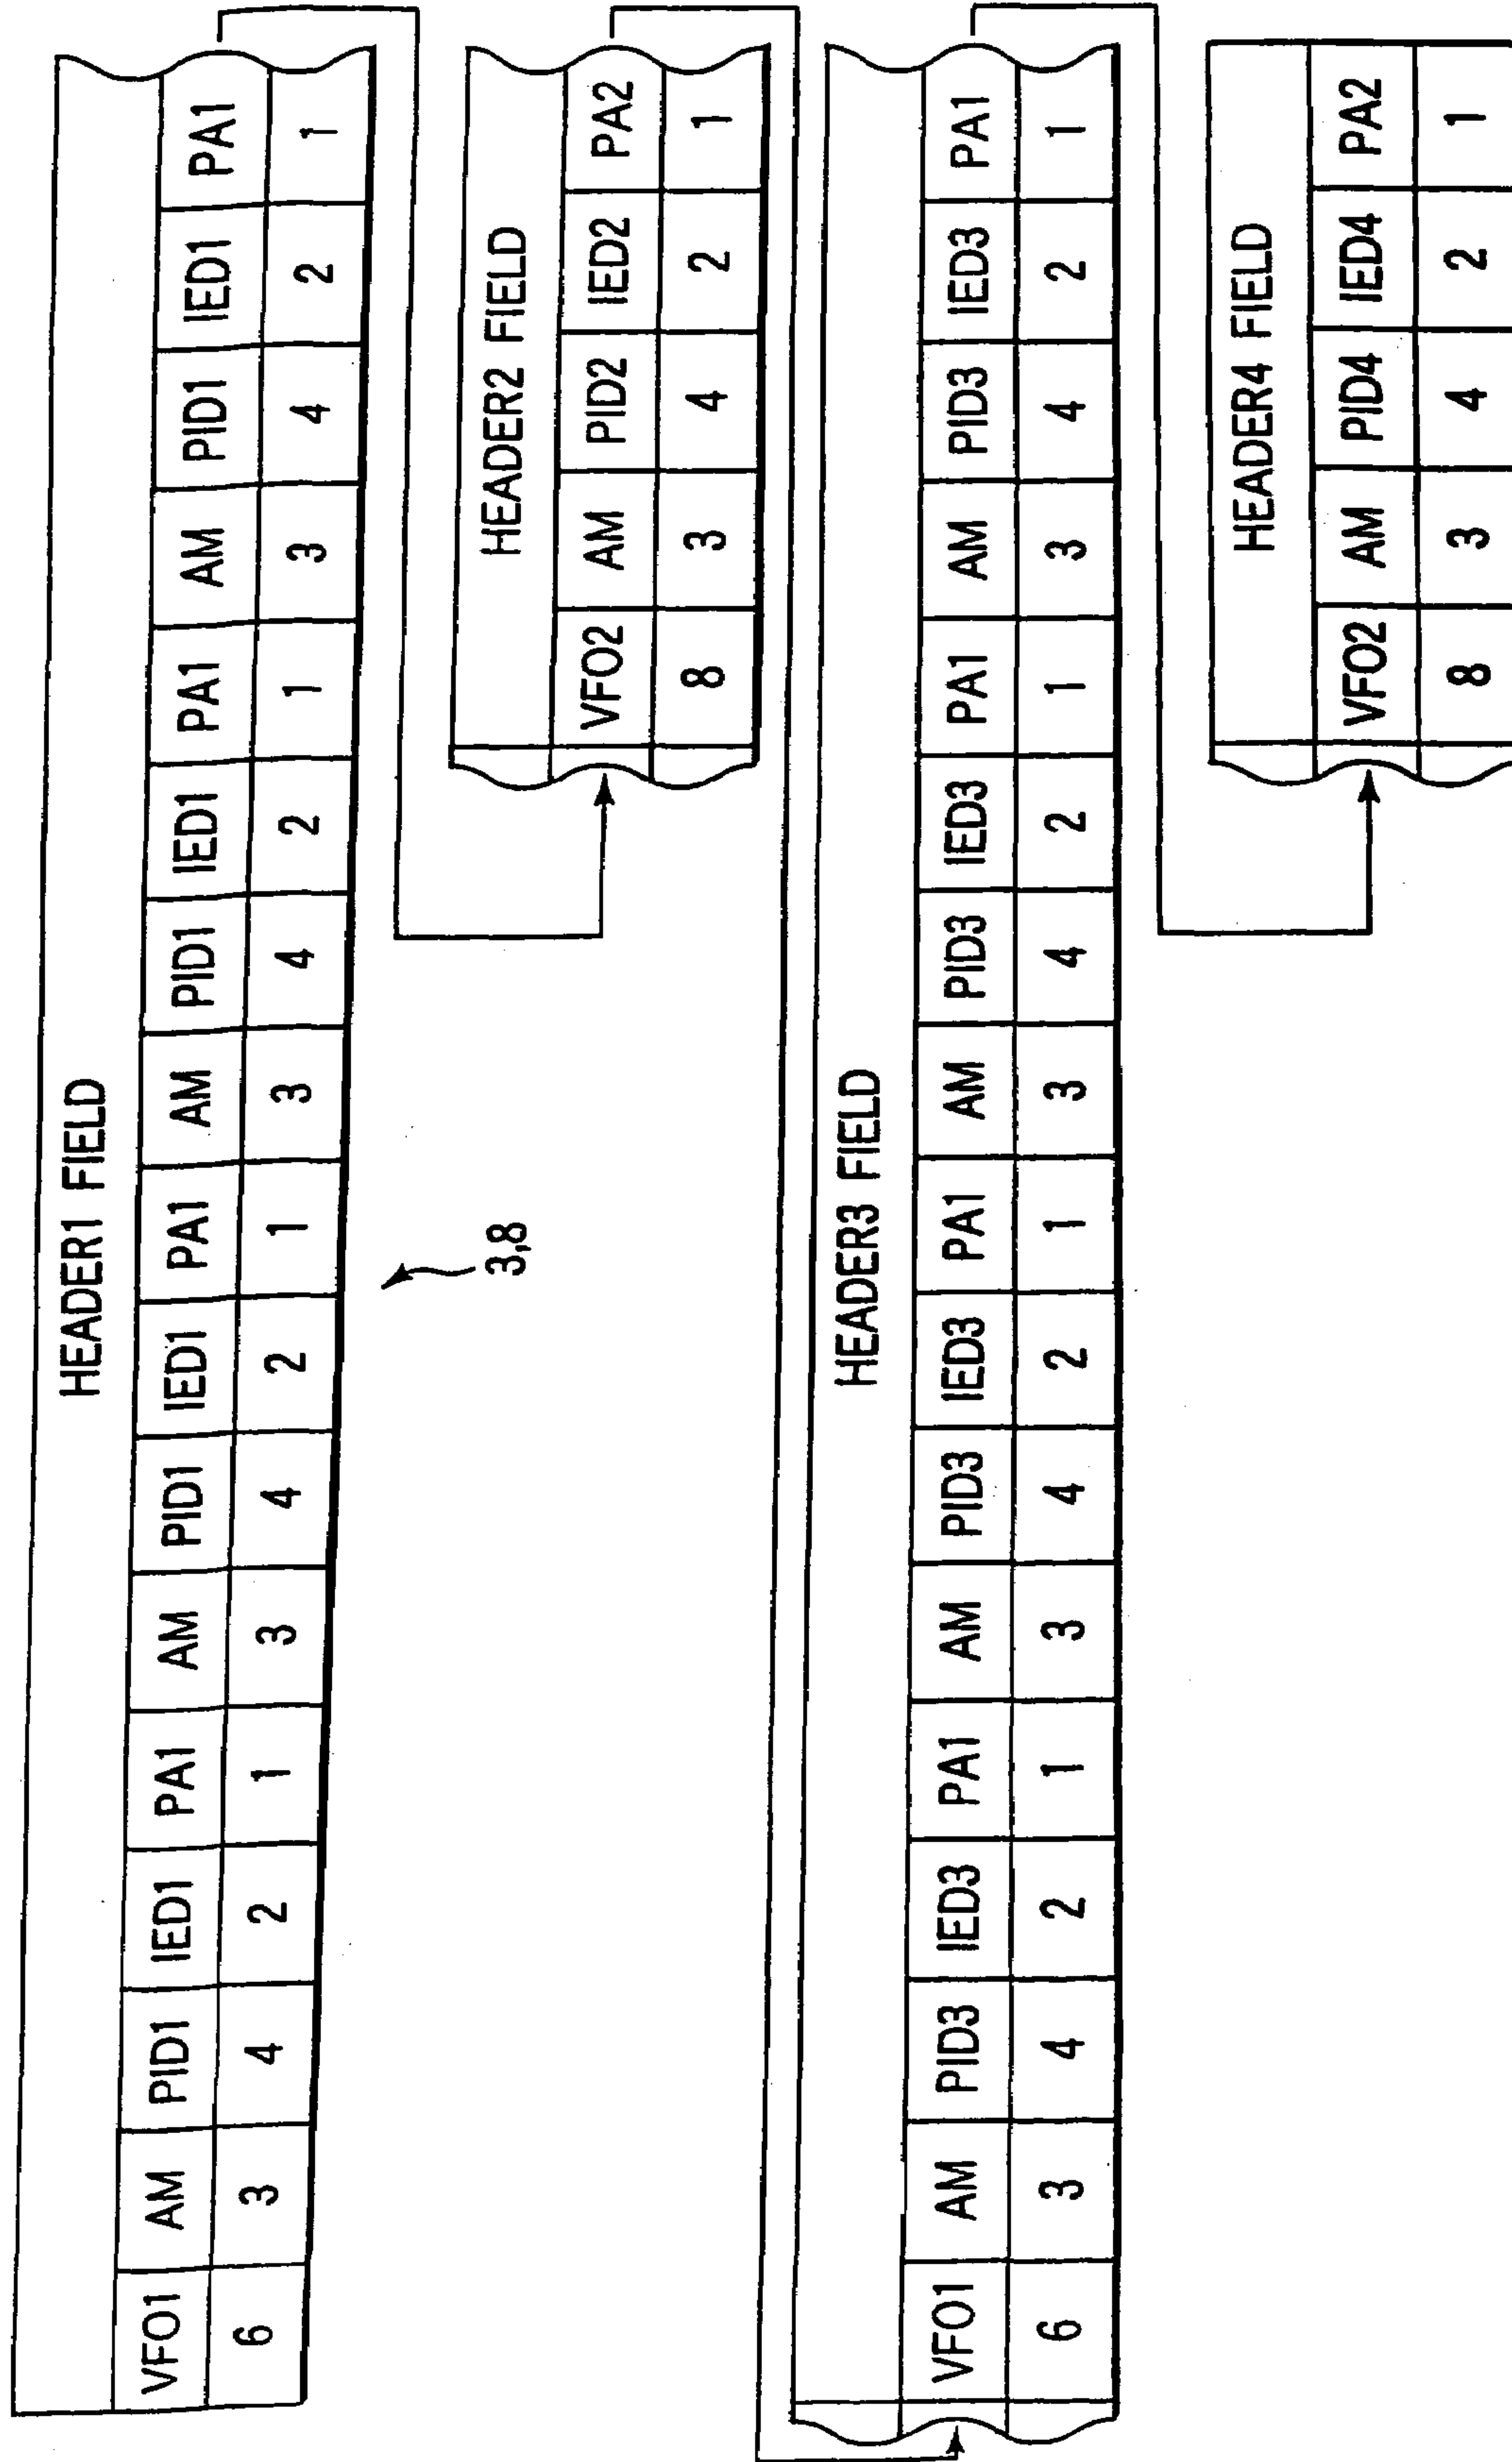 HEADER1 FIELD
VFO1 AM PID1 IED1 PA1 AM PID1 IED1 PA1 AM PID1 IED1 PA1 AM PID1 IED1 PA1
6 3 4 2 1 3 4 2 1 3 4 2 1 3 4 2 1
3,8
HEADER2 FIELD
VFO2 AM PID2 IED2 PA2
8 3 4 2 1
HEADER3 FIELD
VFO1 AM PID3 IED3 PA1 AM PID3 IED3 PA1 AM PID3 IED3 PA1 AM PID3 IED3 PA1
6 3 4 2 1 3 4 2 1 3 4 2 1 3 4 2 1
HEADER4 FIELD
VFO2 AM PID4 IED4 PA2
8 3 4 2 1